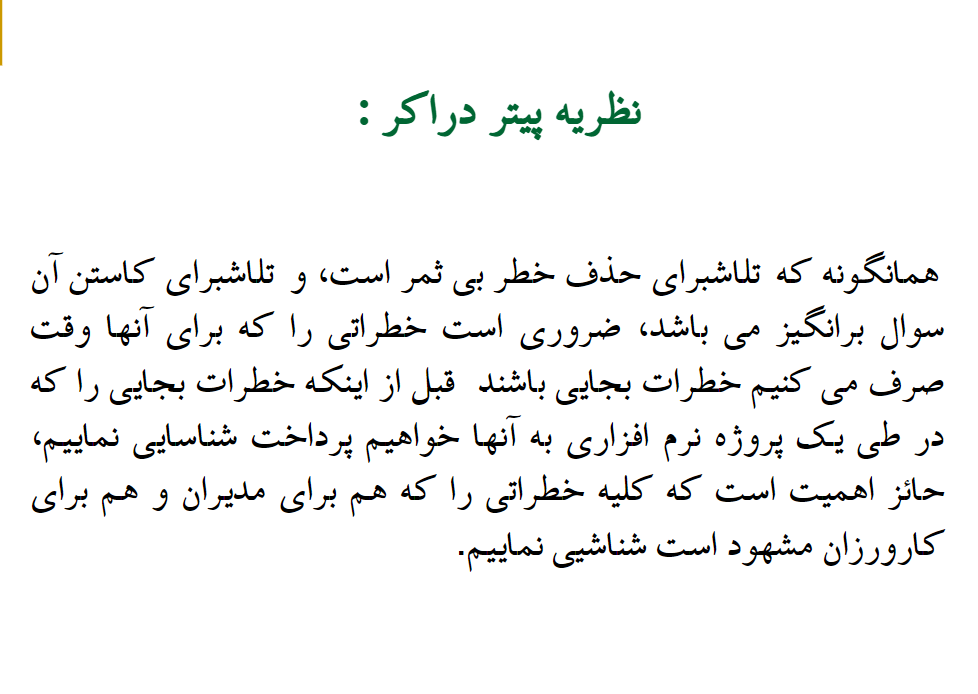 نظریه پیتر دراکر :
همانگونه که تلاشبرای حذف خطر بی ثمر است، و تلاشبرای کاستن آن
سوال برانگیز می باشد، ضروری است خطراتی را که برای آنها وقت
صرف می کنیم خطرات بجایی باشند قبل از اینکه خطرات بجایی را که
در طی یک پروژه نرم افزاری به آنها خواهیم پرداخت شناسایی نماییم،
حائز اهمیت است که کلیه خطراتی را که هم برای مدیران و هم برای
کارورزان مشهود است شناشیی نماییم.